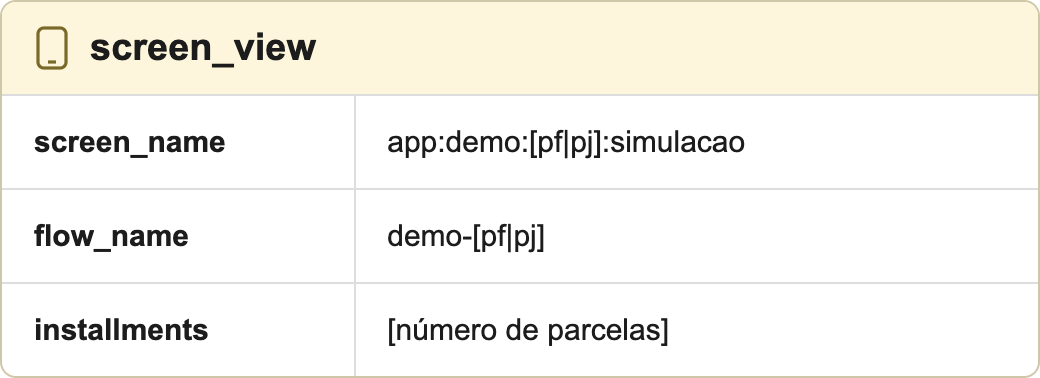 screen_view
screen_name app:demo:[pf|pj]:simulacao
flow_name demo-[pf|pj]
installments [número de parcelas]